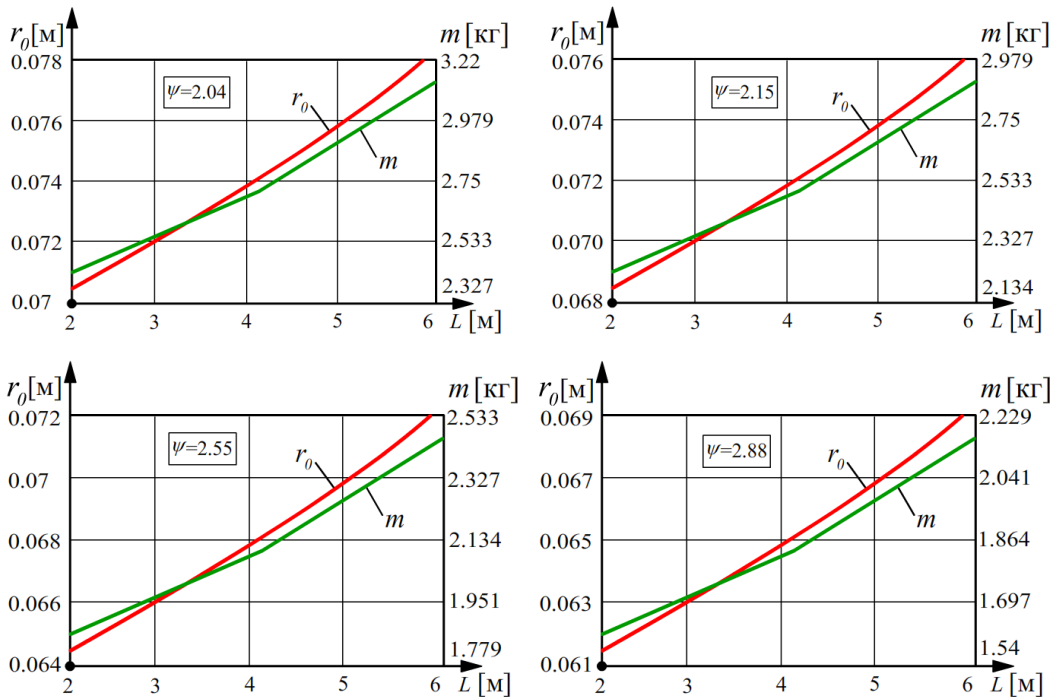 r₀[м]
m[кг]
0.078
3.22
ψ=2.04
r₀
0.076
2.979
m
0.074
2.75
0.072
2.533
0.07
2.327
2 3 4 5 6 L[м]
r₀[м]
m[кг]
0.076
2.979
ψ=2.15
r₀
0.074
2.75
m
0.072
2.533
0.070
2.327
0.068
2.134
2 3 4 5 6 L[м]
r₀[м]
m[кг]
0.072
2.533
ψ=2.55
r₀
0.07
2.327
m
0.068
2.134
0.066
1.951
0.064
1.779
2 3 4 5 6 L[м]
r₀[м]
m[кг]
0.069
2.229
ψ=2.88
r₀
0.067
2.041
m
0.065
1.864
0.063
1.697
0.061
1.54
2 3 4 5 6 L[м]